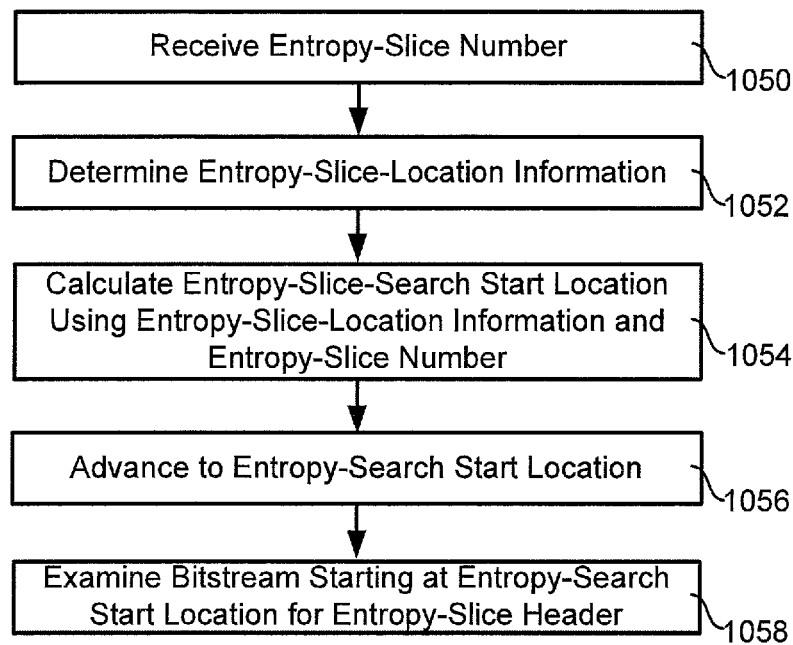 Receive Entropy-Slice Number
1050
Determine Entropy-Slice-Location Information
1052
Calculate Entropy-Slice-Search Start Location
Using Entropy-Slice-Location Information and
Entropy-Slice Number
1054
Advance to Entropy-Search Start Location
1056
Examine Bitstream Starting at Entropy-Search
Start Location for Entropy-Slice Header
1058